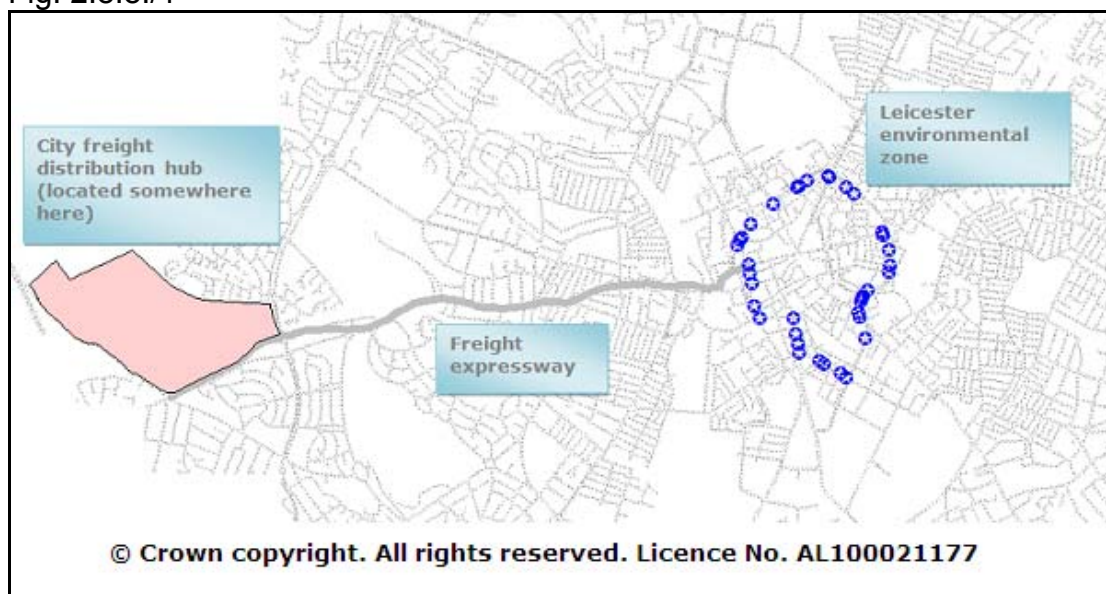 City freight
distribution hub
(located somewhere
here)
Leicester
environmental
zone
Freight
expressway
© Crown copyright. All rights reserved. Licence No. AL100021177